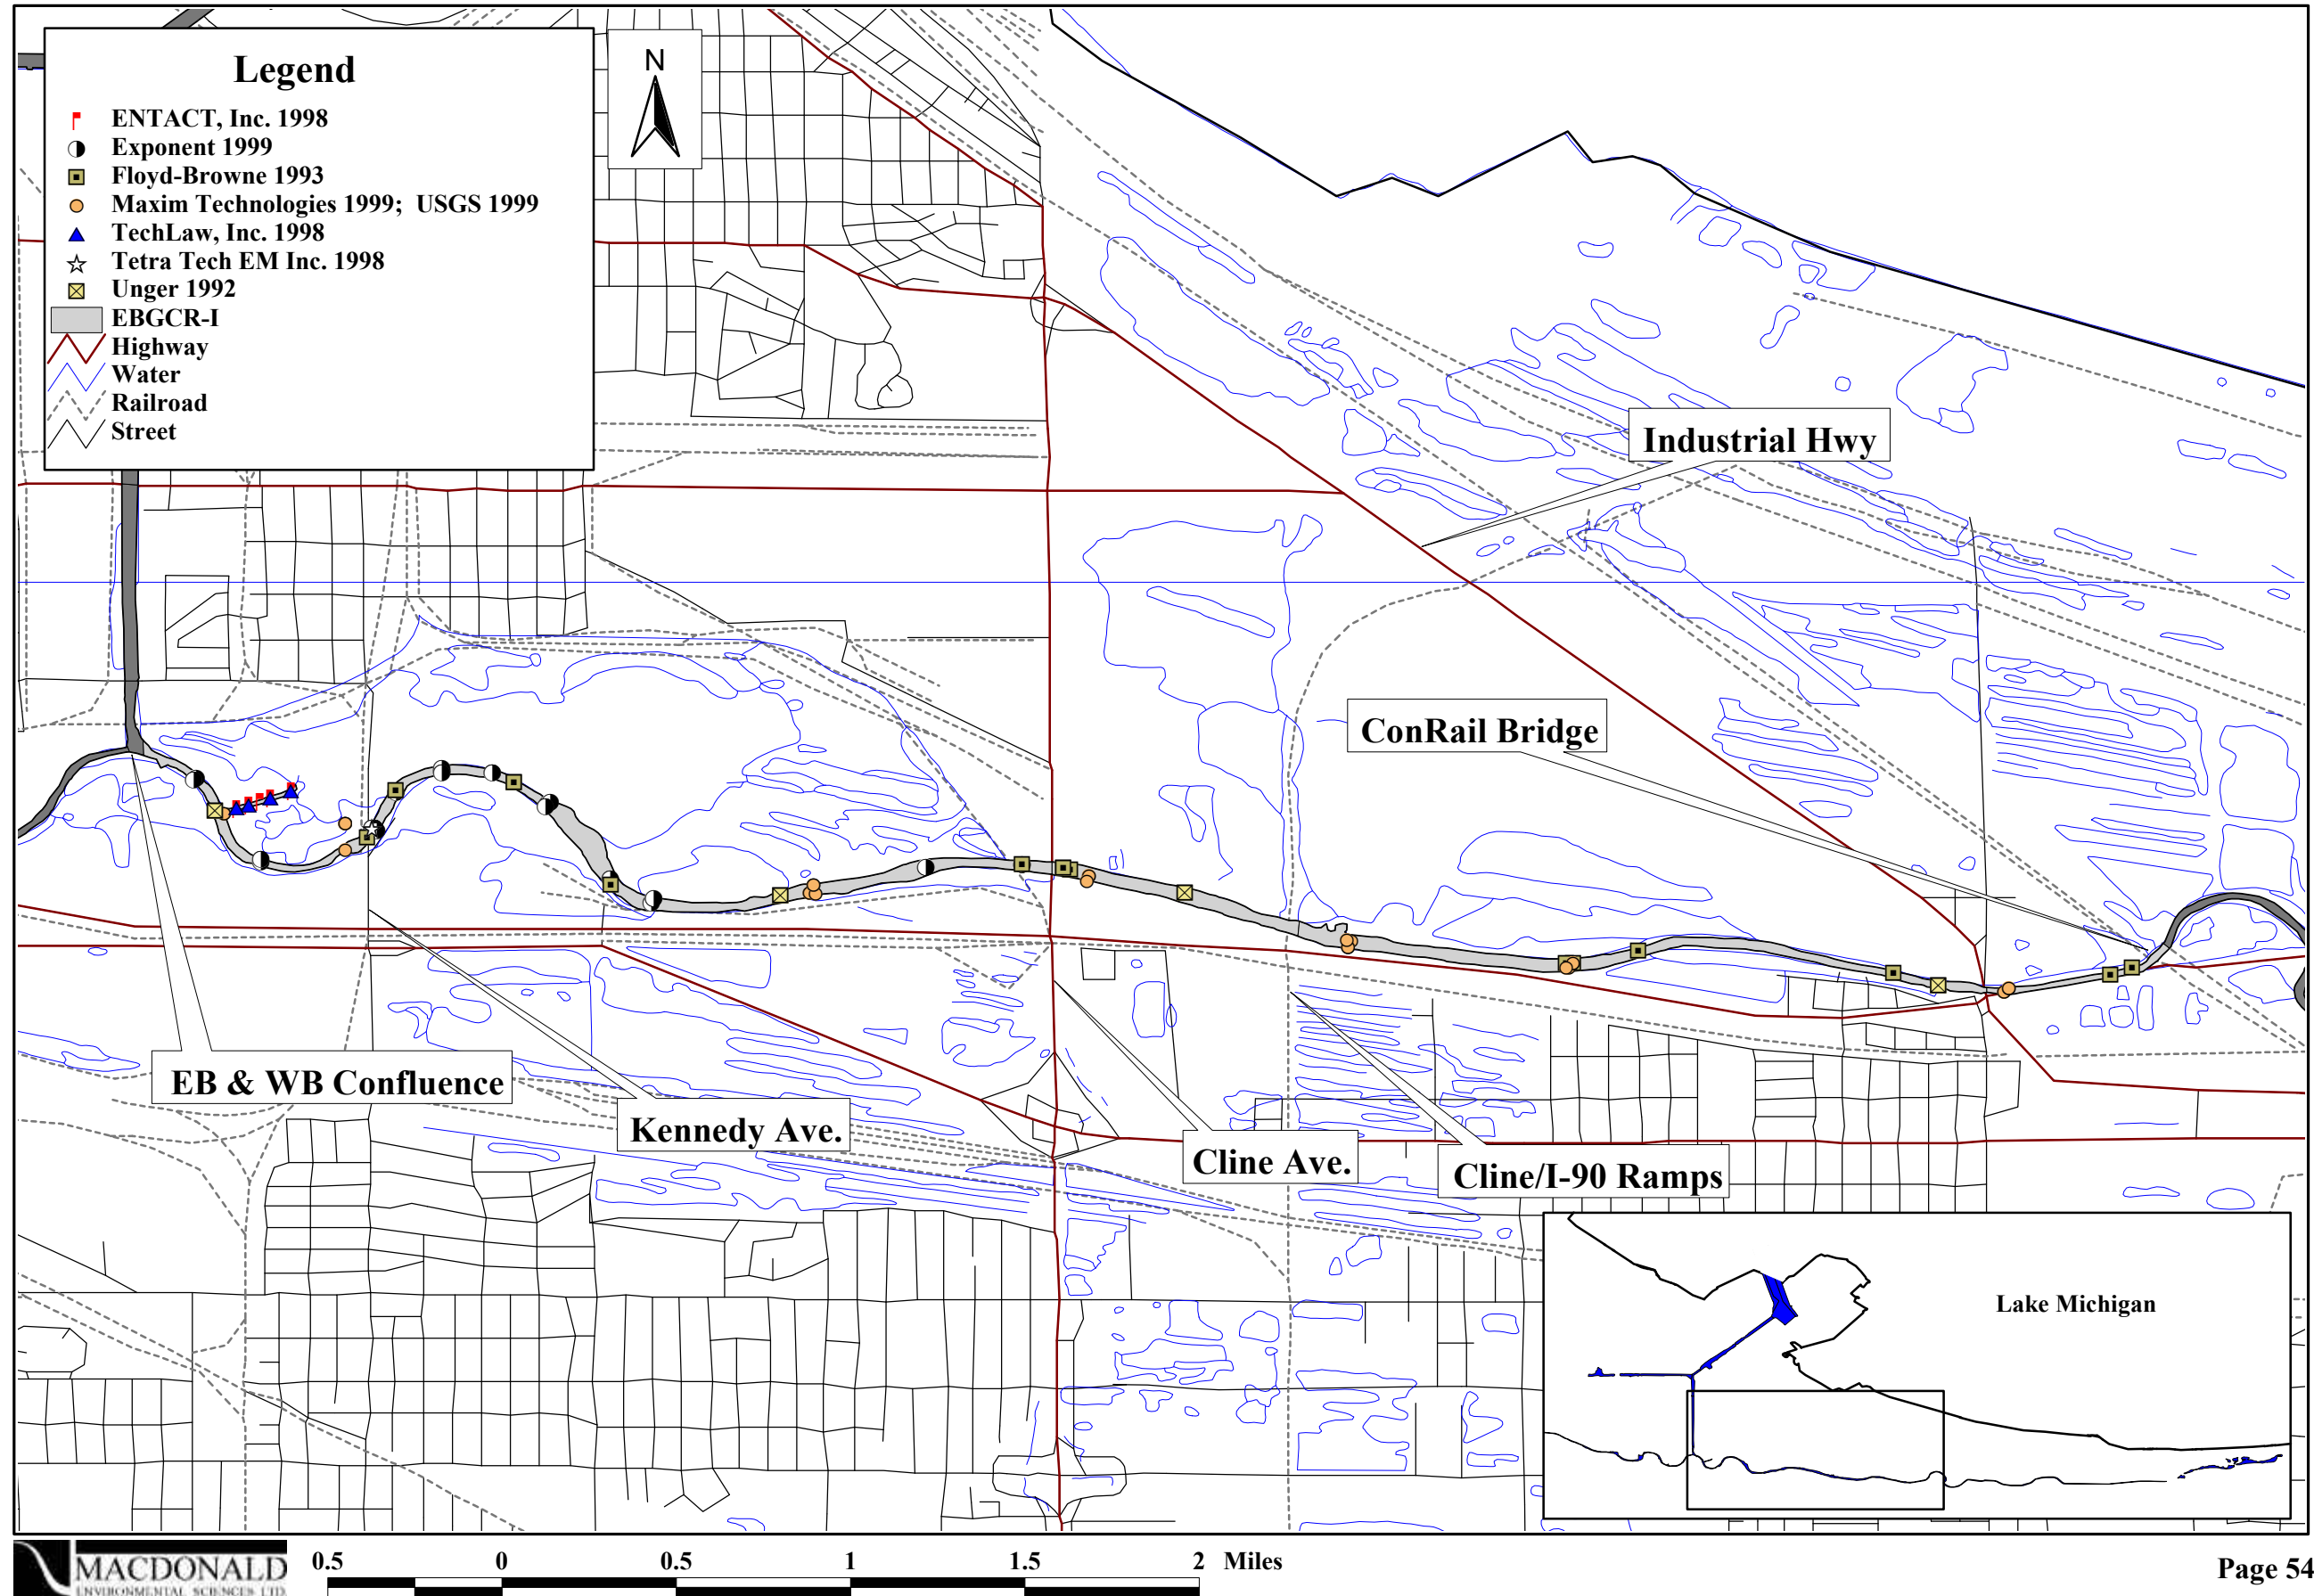 Legend
ENTACT, Inc. 1998
Exponent 1999
Floyd-Browne 1993
Maxim Technologies 1999; USGS 1999
TechLaw, Inc. 1998
Tetra Tech EM Inc. 1998
Unger 1992
EBGCR-I
Highway
Water
Railroad
Street
N
Industrial Hwy
ConRail Bridge
EB & WB Confluence
Kennedy Ave.
Cline Ave.
Cline/I-90 Ramps
Lake Michigan
MACDONALD
ENVIRONMENTAL SCIENCES LTD.
0.5 0 0.5 1 1.5 2 Miles
Page 54